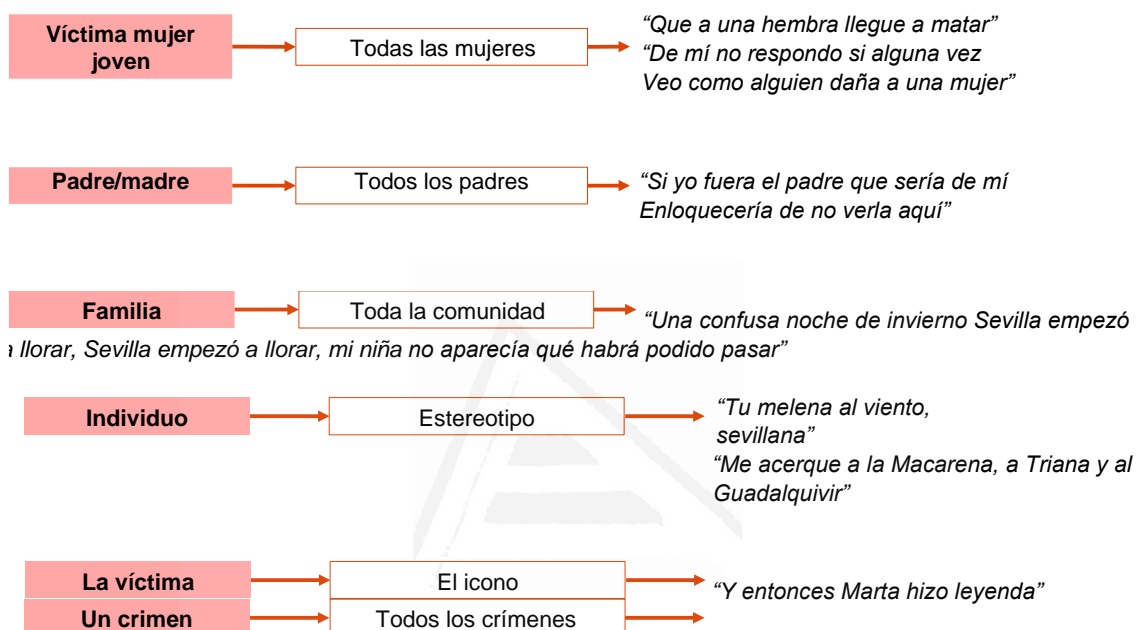 Víctima mujer joven
Todas las mujeres
“Que a una hembra llegue a matar”
“De mí no respondo si alguna vez
Veo como alguien daña a una mujer”
Padre/madre
Todos los padres
“Si yo fuera el padre que sería de mí
Enloquecería de no verla aquí”
Familia
Toda la comunidad
“Una confusa noche de invierno Sevilla empezó
a llorar, Sevilla empezó a llorar, mi niña no aparecía qué habrá podido pasar”
Individuo
Estereotipo
“Tu melena al viento,
sevillana”
“Me acerque a la Macarena, a Triana y al
Guadalquivir”
La víctima
El icono
“Y entonces Marta hizo leyenda”
Un crimen
Todos los crímenes